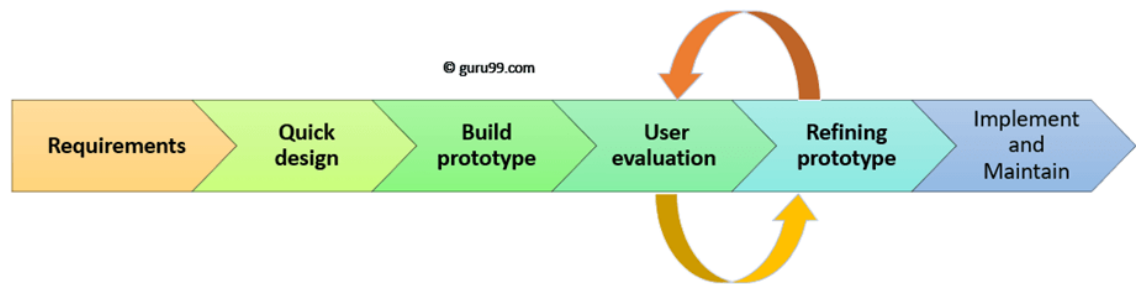 © guru99.com
Requirements
Quick
design
Build
prototype
User
evaluation
Refining
prototype
Implement
and
Maintain